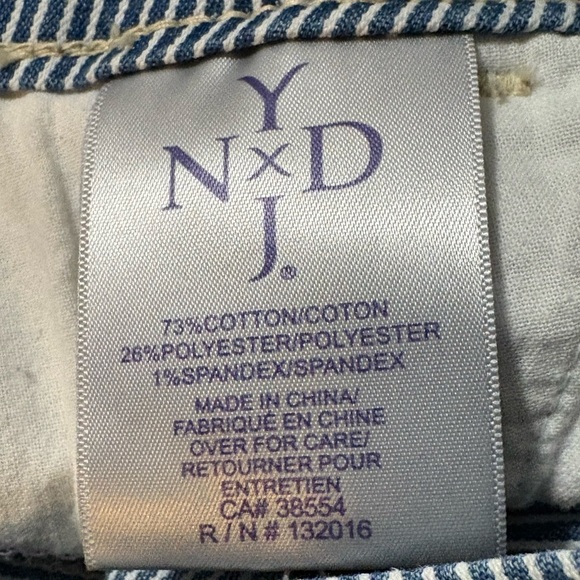 Y
N X D
J®
73%COTTON/COTON
26%POLYESTER/POLYESTER
1%SPANDEX/SPANDEX
MADE IN CHINA/
FABRIQUÉ EN CHINE
OVER FOR CARE/
RETOURNER POUR
ENTRETIEN
CA# 38554
R / N # 132016